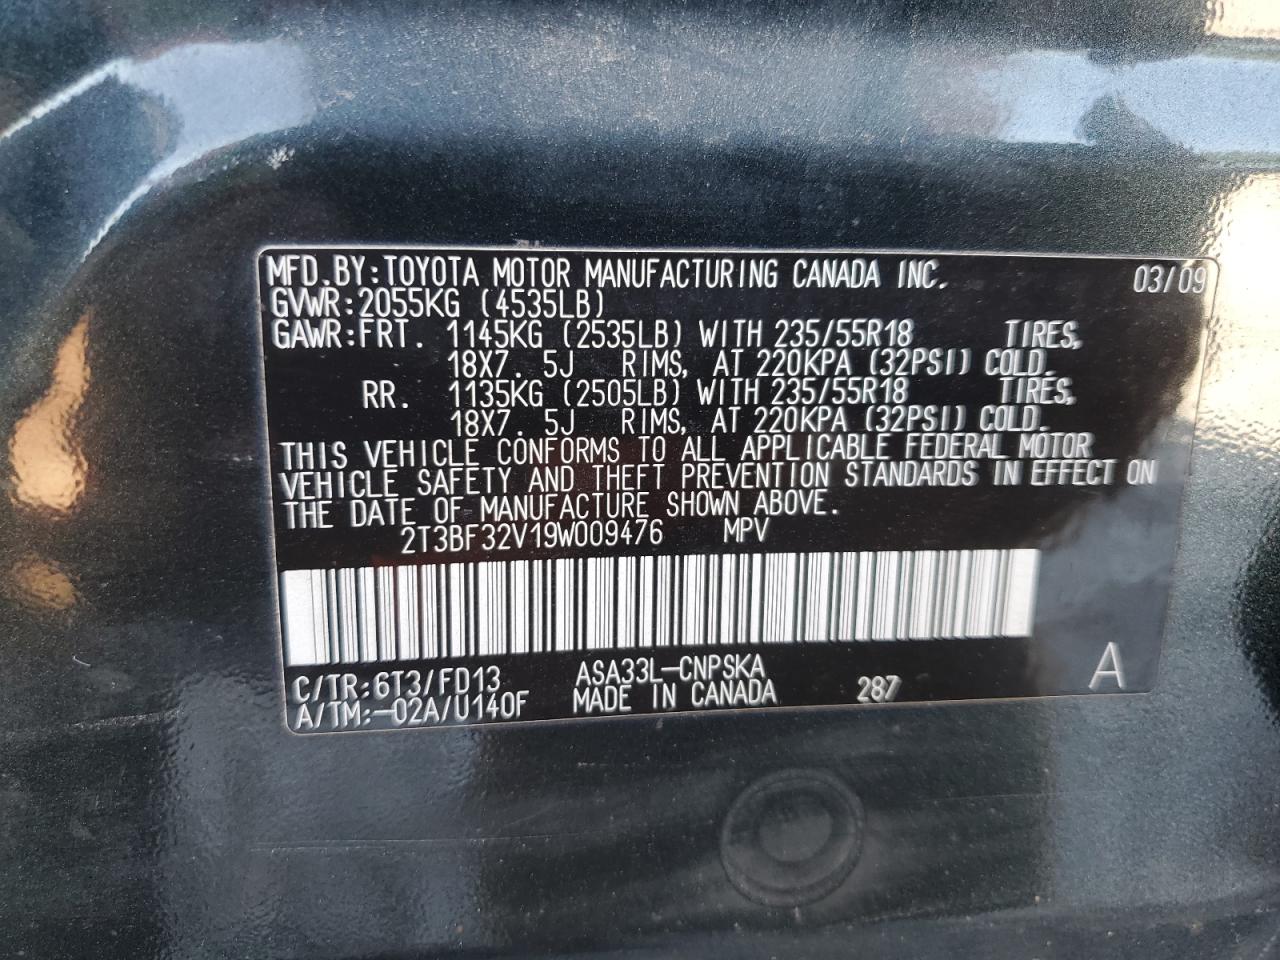 MFD.BY:TOYOTA MOTOR MANUFACTURING CANADA INC. 03/09
GVWR:2055KG (4535LB)
GAWR:FRT. 1145KG (2535LB) WITH 235/55R18 TIRES,
18X7. 5J RIMS, AT 220KPA (32PSI) COLD.
RR. 1135KG (2505LB) WITH 235/55R18 TIRES,
18X7. 5J RIMS, AT 220KPA (32PSI) COLD.
THIS VEHICLE CONFORMS TO ALL APPLICABLE FEDERAL MOTOR
VEHICLE SAFETY AND THEFT PREVENTION STANDARDS IN EFFECT ON
THE DATE OF MANUFACTURE SHOWN ABOVE.
2T3BF32V19W009476 MPV
C/TR:6T3/FD13 ASA33L-CNPSKA
A/TM:-02A/U140F MADE IN CANADA 287 A